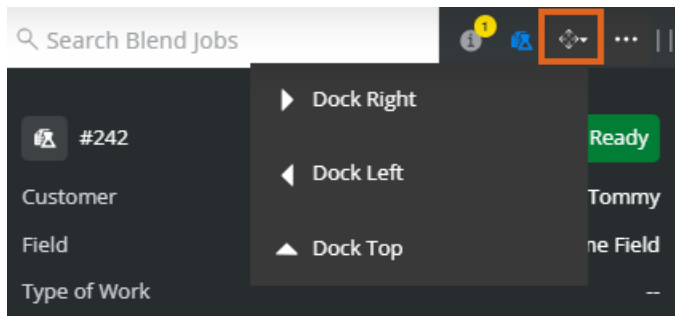 Search Blend Jobs
1
Dock Right
#242
Ready
Dock Left
Customer
Tommy
Field
ne Field
Dock Top
Type of Work
--